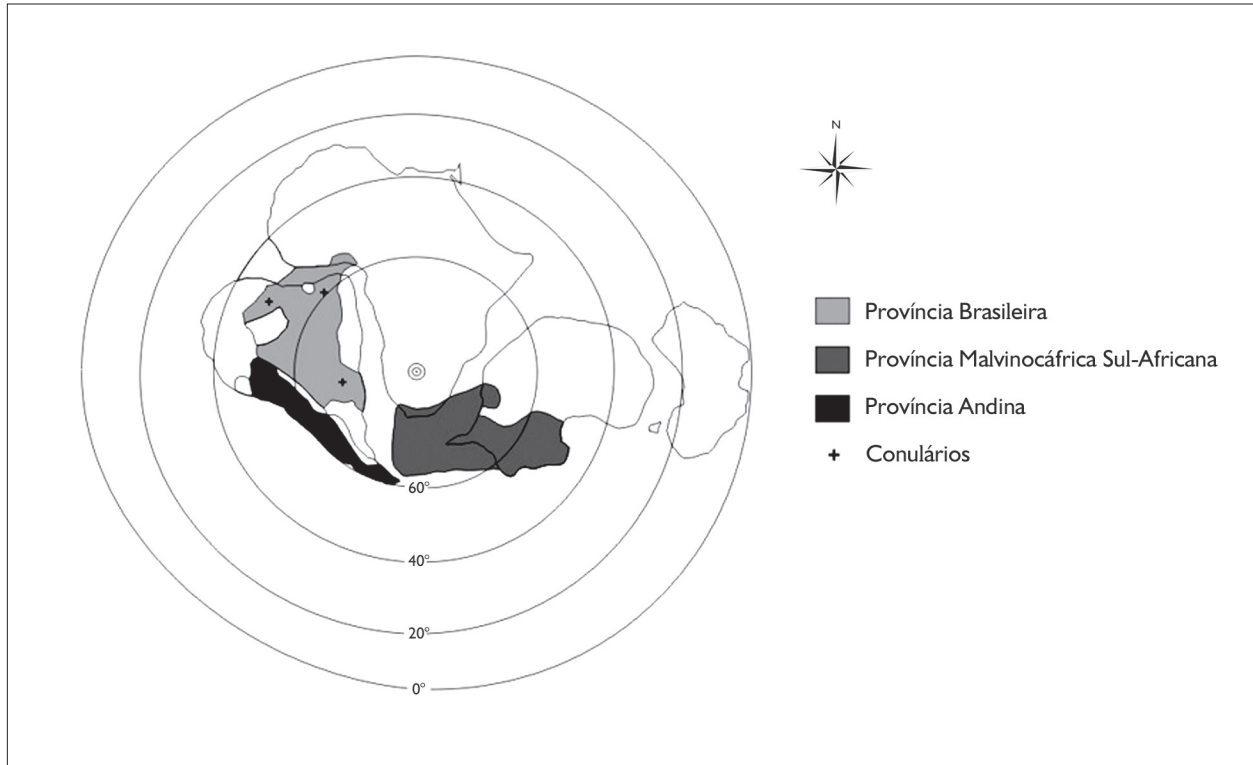 N
Província Brasileira
Província Malvinocáfrica Sul-Africana
Província Andina
Conulários
60°
40°
20°
0°